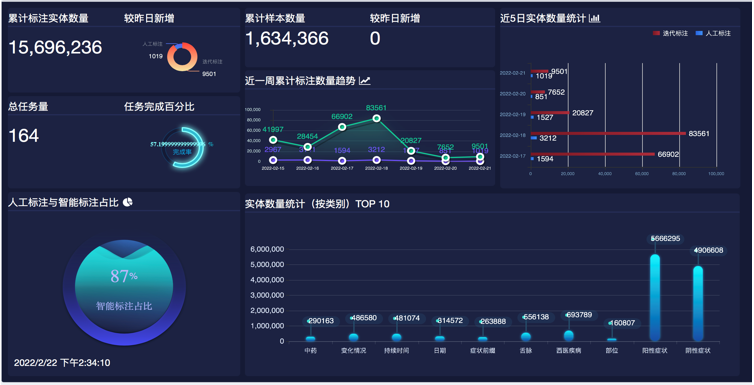 累计标注实体数量
较昨日新增
15,696,236
人工标注
1019
迭代标注
9501
累计样本数量
较昨日新增
1,634,366
0
近5日实体数量统计
迭代标注
人工标注
2022-02-21
9501
1019
2022-02-20
7652
851
2022-02-19
20827
1527
2022-02-18
83561
3212
2022-02-17
66902
1594
0
20,000
40,000
60,000
80,000
100,000
总任务量
任务完成百分比
164
完成率
近一周累计标注数量趋势
100,000
80,000
60,000
40,000
20,000
0
41997
28454
66902
83561
20827
7652
9501
2987
1594
3212
1019
2022-02-15
2022-02-16
2022-02-17
2022-02-18
2022-02-19
2022-02-20
2022-02-21
人工标注与智能标注占比
87%
智能标注占比
2022/2/22 下午2:34:10
实体数量统计（按类别）TOP 10
6,000,000
5,000,000
4,000,000
3,000,000
2,000,000
1,000,000
0
290163
486580
481074
314572
263888
556138
693789
160807
5666295
4906608
中药
变化情况
持续时间
日期
症状前缀
舌脉
西医疾病
部位
阳性症状
阴性症状